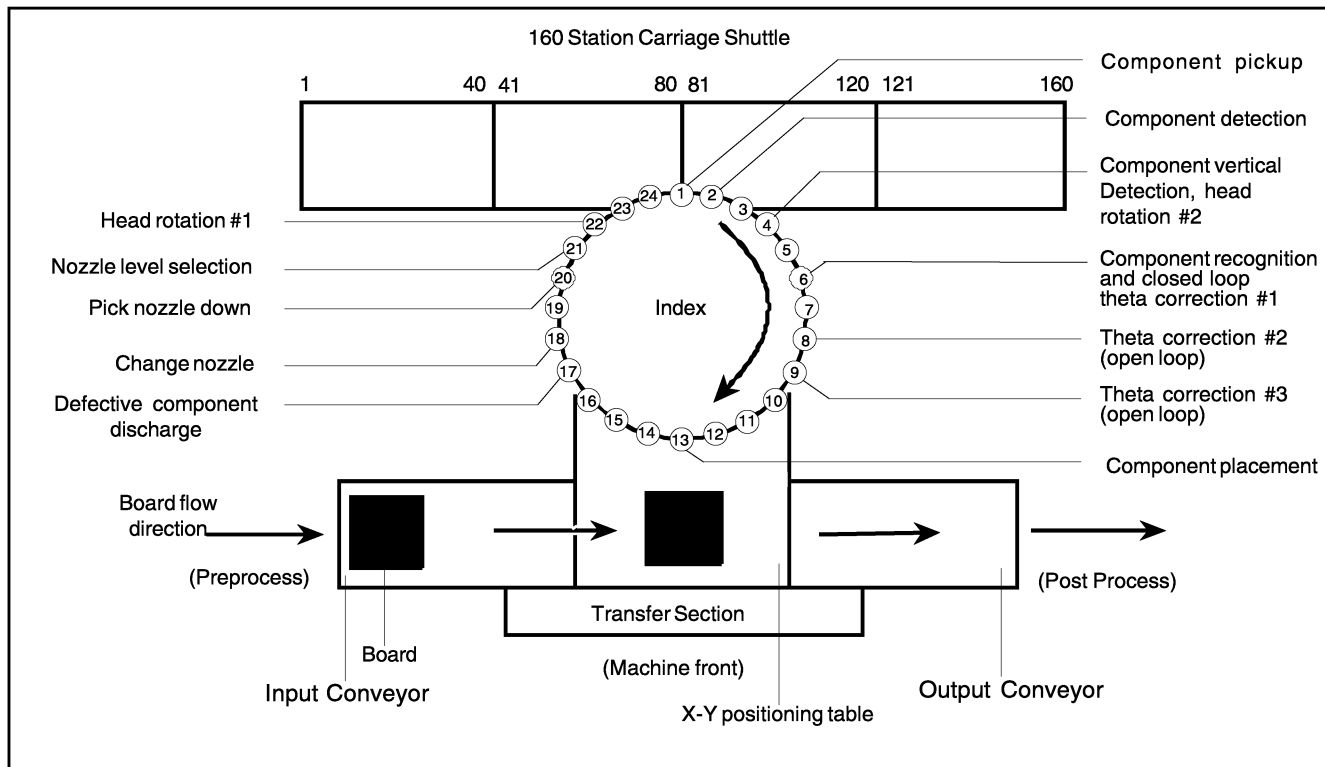 160 Station Carriage Shuttle
1
40
41
80
81
120
121
160
Component pickup
Component detection
Component vertical
Detection, head
rotation #2
Component recognition
and closed loop
theta correction #1
Theta correction #2
(open loop)
Theta correction #3
(open loop)
Component placement
Head rotation #1
Nozzle level selection
Pick nozzle down
Change nozzle
Defective component
discharge
Index
1
2
3
4
5
6
7
8
9
10
11
12
13
14
15
16
17
18
19
20
21
22
23
24
Board flow
direction
(Preprocess)
(Post Process)
Transfer Section
Board
(Machine front)
Input Conveyor
Output Conveyor
X-Y positioning table